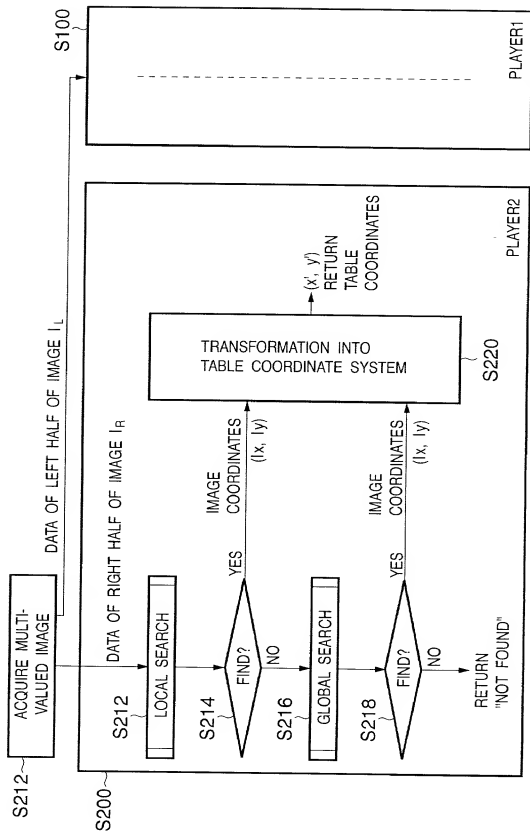 S212
ACQUIRE MULTI-
VALUED IMAGE
DATA OF LEFT HALF OF IMAGE IL
S100
PLAYER1
S200
DATA OF RIGHT HALF OF IMAGE IR
S212
LOCAL SEARCH
S214
FIND?
YES
IMAGE
COORDINATES
(Ix, Iy)
NO
S216
GLOBAL SEARCH
S218
FIND?
YES
IMAGE
COORDINATES
(Ix, Iy)
NO
RETURN
"NOT FOUND"
TRANSFORMATION INTO
TABLE COORDINATE SYSTEM
S220
(x', y')
RETURN
TABLE
COORDINATES
PLAYER2